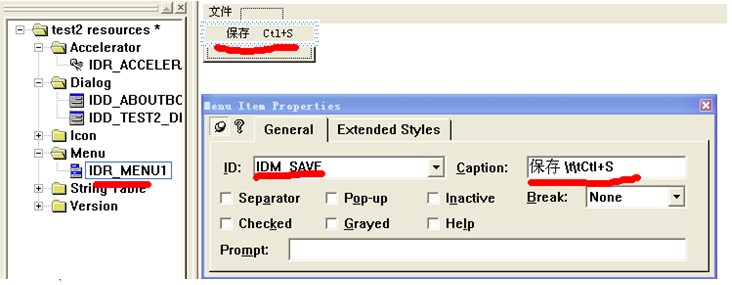 test2 resources *
Accelerator
IDR_ACCELERA
Dialog
IDD_ABOUTBO
IDD_TEST2_DI
Icon
Menu
IDR_MENU1
String Table
Version
文件
保存 Ctl+S
Menu Item Properties
General
Extended Styles
ID:
IDM_SAVE
Caption:
保存 \t\tCtl+S
Separator
Pop-up
Inactive
Break:
None
Checked
Grayed
Help
Prompt: